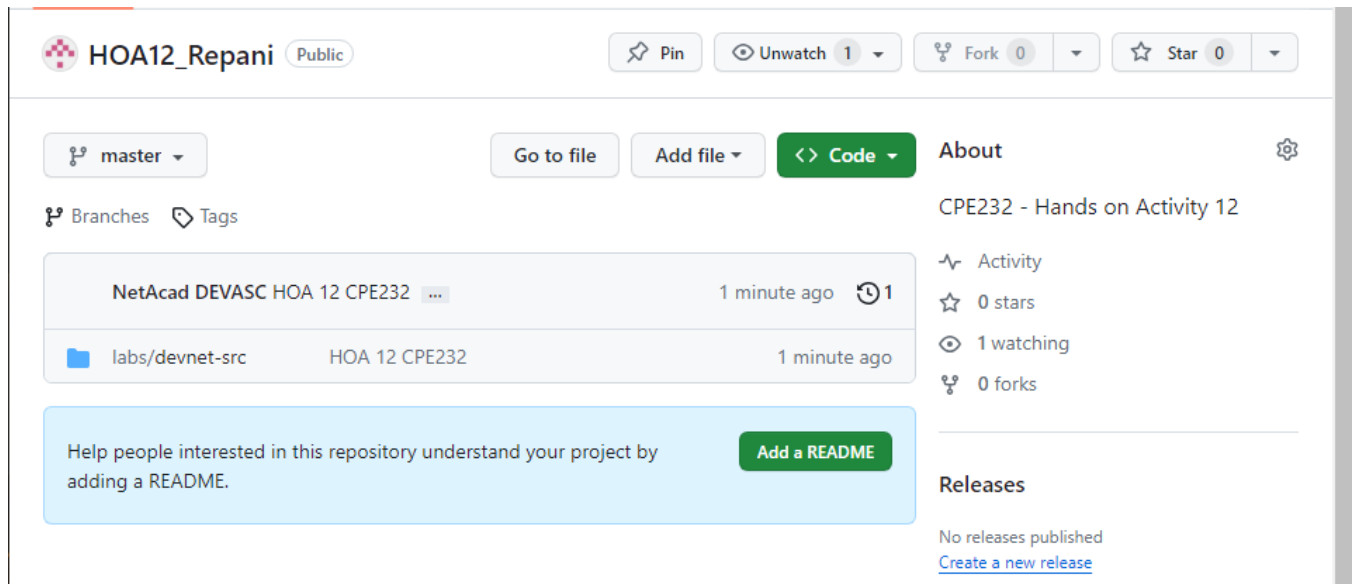 HOA12_Repani Public
Pin
Unwatch 1
Fork 0
Star 0
master
Go to file
Add file
<> Code
Branches
Tags
NetAcad DEVASC HOA 12 CPE232 ...
1 minute ago
1
labs/devnet-src
HOA 12 CPE232
1 minute ago
Help people interested in this repository understand your project by
adding a README.
Add a README
About
CPE232 - Hands on Activity 12
Activity
0 stars
1 watching
0 forks
Releases
No releases published
Create a new release